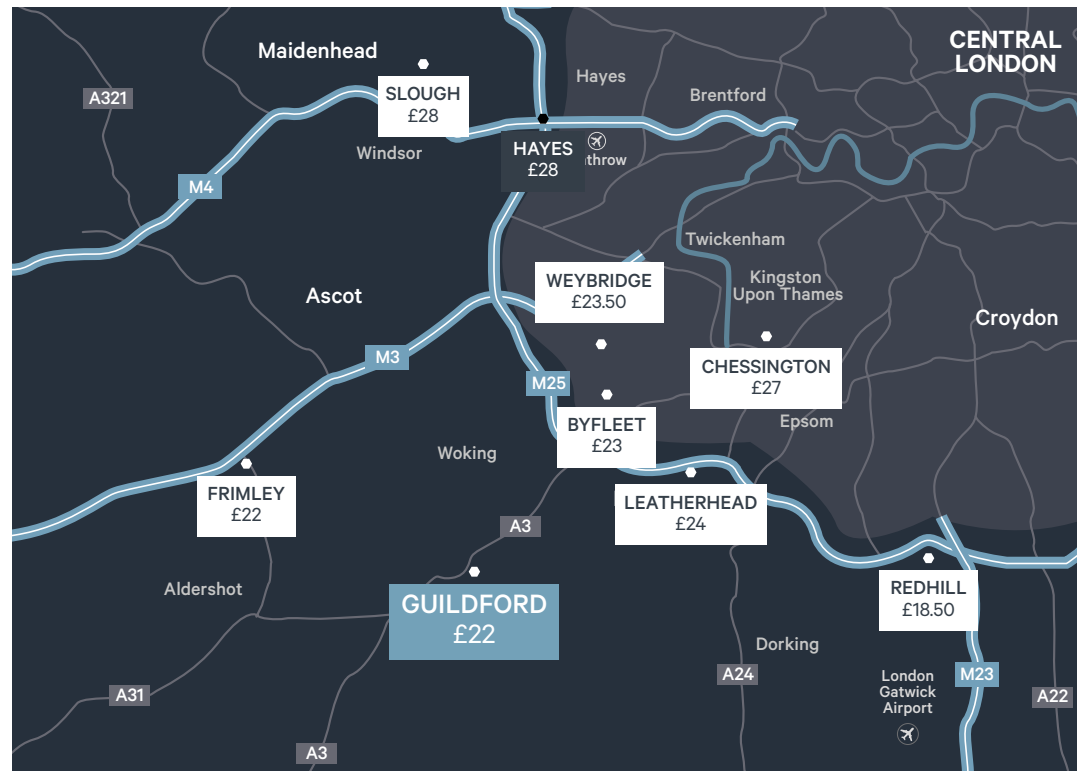 CENTRAL
LONDON
Maidenhead
Hayes
SLOUGH
£28
A321
Brentford
Windsor
HAYES
£28
throw
M4
Twickenham
WEYBRIDGE
£23.50
Kingston
Upon Thames
Ascot
Croydon
M3
CHESSINGTON
£27
M25
BYFLEET
£23
Epsom
Woking
FRIMLEY
£22
LEATHERHEAD
£24
A3
Aldershot
GUILDFORD
£22
REDHILL
£18.50
Dorking
A24
London
Gatwick
Airport
M23
A31
A22
A3